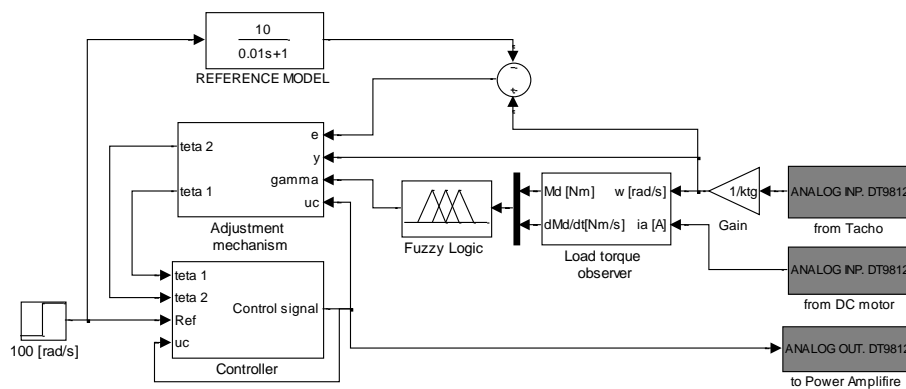 10
0.01s+1
REFERENCE MODEL
e
y
gamma
uc
teta 2
teta 1
Adjustment
mechanism
Fuzzy Logic
Md [Nm]
dMd/dt[Nm/s]
w [rad/s]
ia [A]
Load torque
observer
1/ktg
Gain
ANALOG INP. DT9812
from Tacho
ANALOG INP. DT9812
from DC motor
ANALOG OUT. DT9812
to Power Amplifire
100 [rad/s]
teta 1
teta 2
Ref
uc
Control signal
Controller